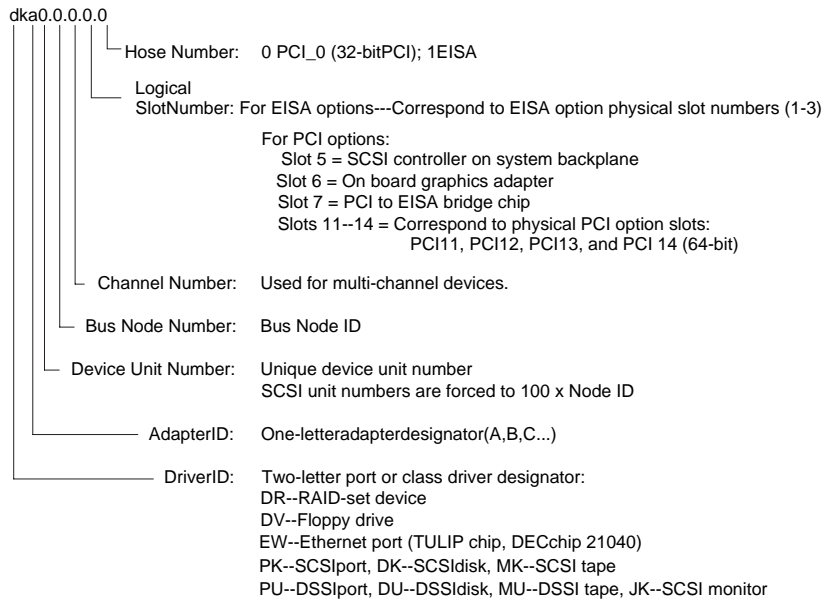 dka0.0.0.0.0
Hose Number: 0 PCI_0 (32-bitPCI); 1EISA
Logical
SlotNumber: For EISA options---Correspond to EISA option physical slot numbers (1-3)
For PCI options:
Slot 5 = SCSI controller on system backplane
Slot 6 = On board graphics adapter
Slot 7 = PCI to EISA bridge chip
Slots 11--14 = Correspond to physical PCI option slots:
PCI11, PCI12, PCI13, and PCI 14 (64-bit)
Channel Number: Used for multi-channel devices.
Bus Node Number: Bus Node ID
Device Unit Number: Unique device unit number
SCSI unit numbers are forced to 100 x Node ID
AdapterID: One-letteradapterdesignator(A,B,C...)
DriverID: Two-letter port or class driver designator:
DR--RAID-set device
DV--Floppy drive
EW--Ethernet port (TULIP chip, DECchip 21040)
PK--SCSIport, DK--SCSIdisk, MK--SCSI tape
PU--DSSIport, DU--DSSIdisk, MU--DSSI tape, JK--SCSI monitor